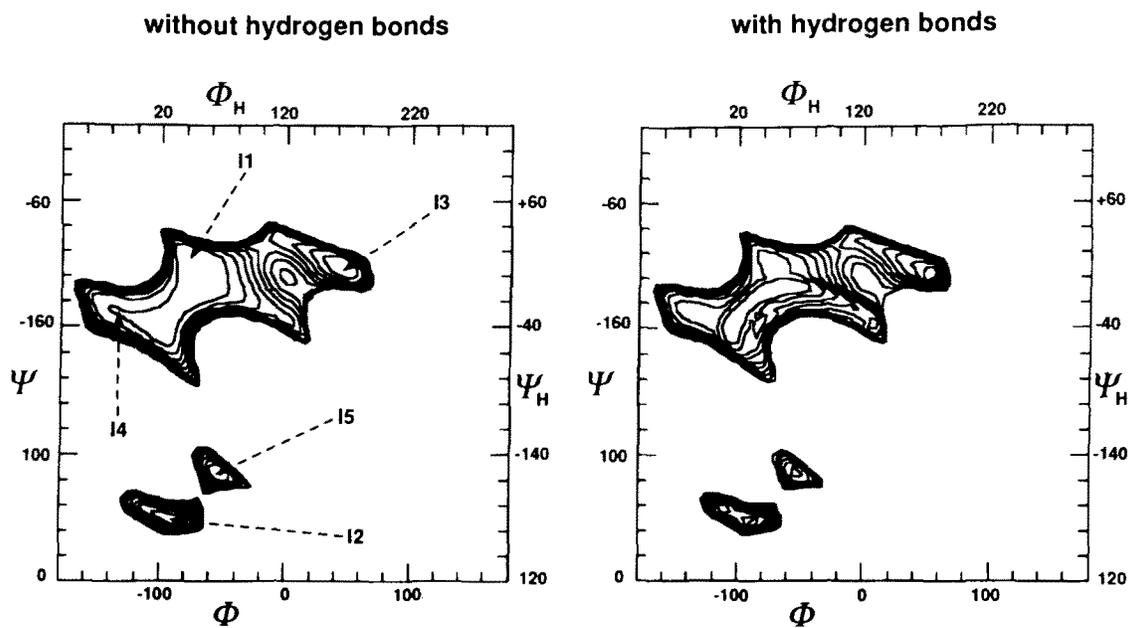 without hydrogen bonds
with hydrogen bonds
Φ_H
20 120 220
Φ_H
20 120 220
I1
I3
-60
+60
-60
+60
-160
-40
-160
-40
Ψ
Ψ_H
Ψ
Ψ_H
I4
I5
100
-140
100
-140
I2
0
120
0
120
-100 0 100
-100 0 100
Φ
Φ